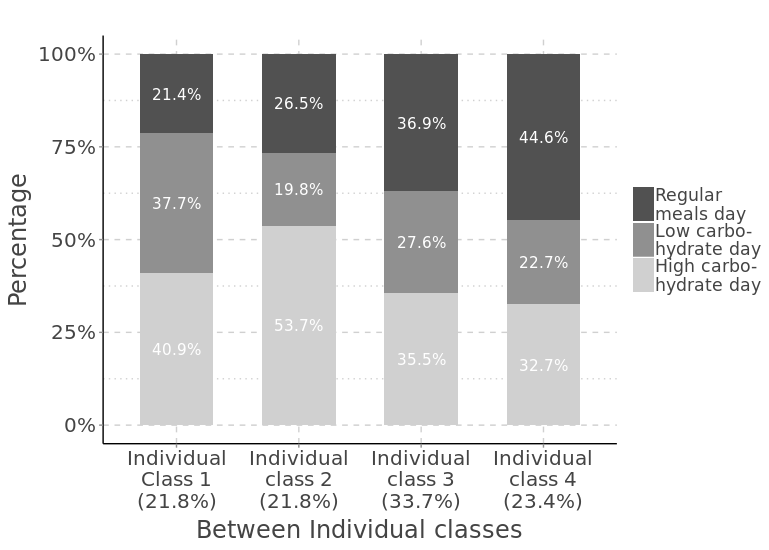 100%
75%
50%
25%
0%
Percentage
21.4%
37.7%
40.9%
26.5%
19.8%
53.7%
36.9%
27.6%
35.5%
44.6%
22.7%
32.7%
Individual
Class 1
(21.8%)
Individual
class 2
(21.8%)
Individual
class 3
(33.7%)
Individual
class 4
(23.4%)
Between Individual classes
Regular
meals day
Low carbo-
hydrate day
High carbo-
hydrate day